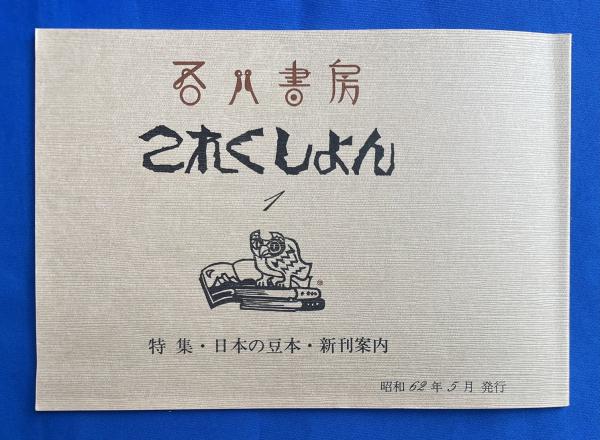 吾八書房
これくしよん
1
特集・日本の豆本・新刊案内
昭和62年5月発行